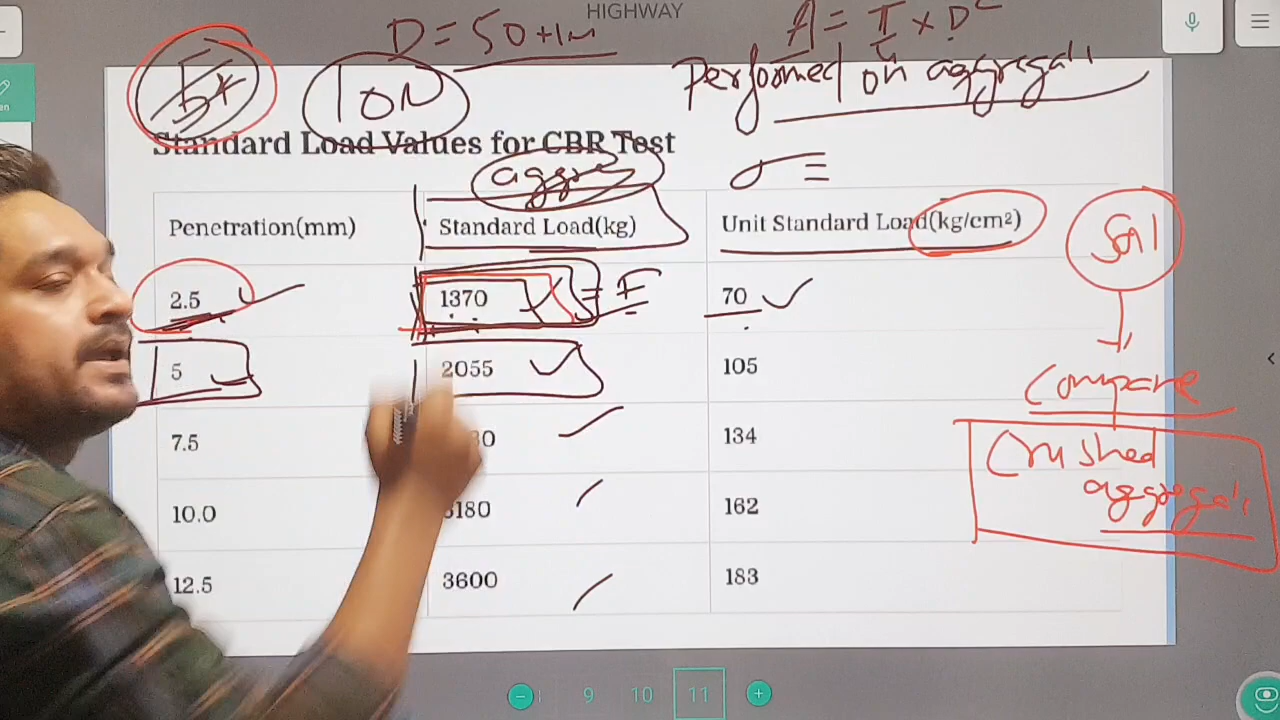 HIGHWAY
D = 50 mm
A = π × D²
5*
10N
Performed on aggregate
Standard Load Values for CBR Test
aggre
σ =
Penetration(mm) Standard Load(kg) Unit Standard Load(kg/cm²)
Soil
2.5 1370 = F 70
5 2055 105
Compare
7.5 134
Crushed
aggregate
10.0 162
12.5 3600 183
9 10 11